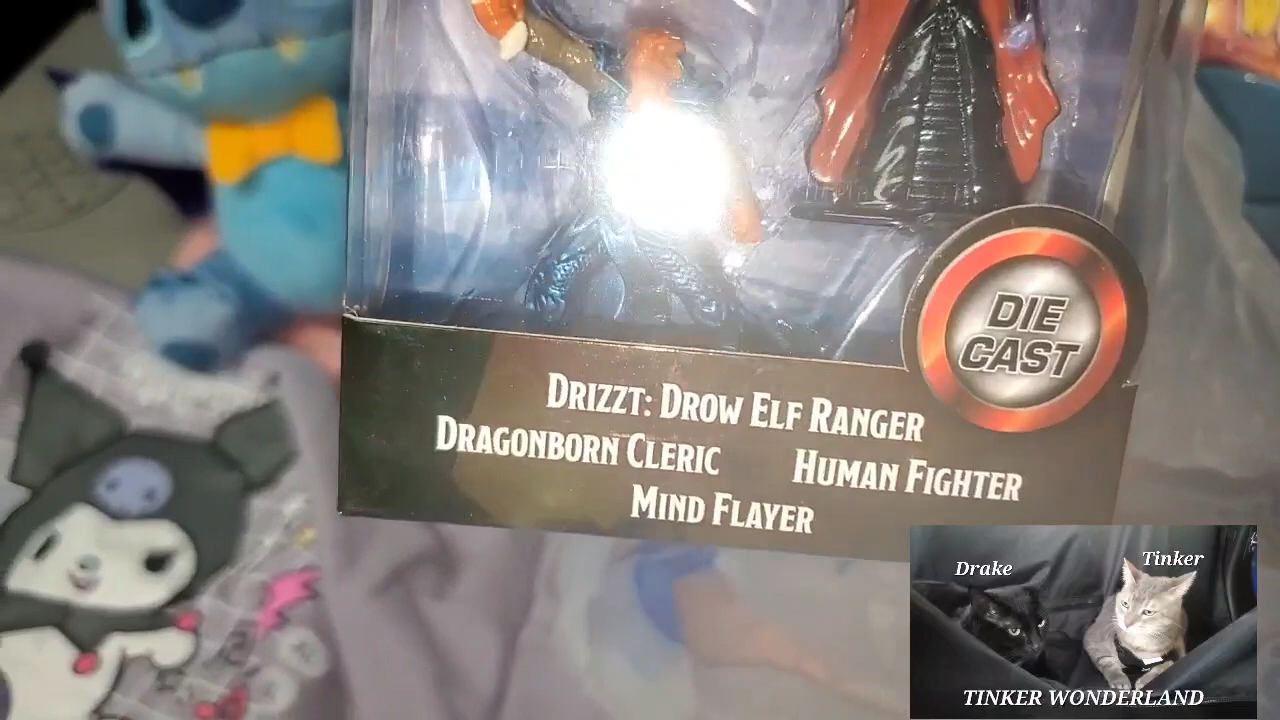 DIE
CAST
DRIZZT: DROW ELF RANGER
DRAGONBORN CLERIC HUMAN FIGHTER
MIND FLAYER
Drake
Tinker
TINKER WONDERLAND